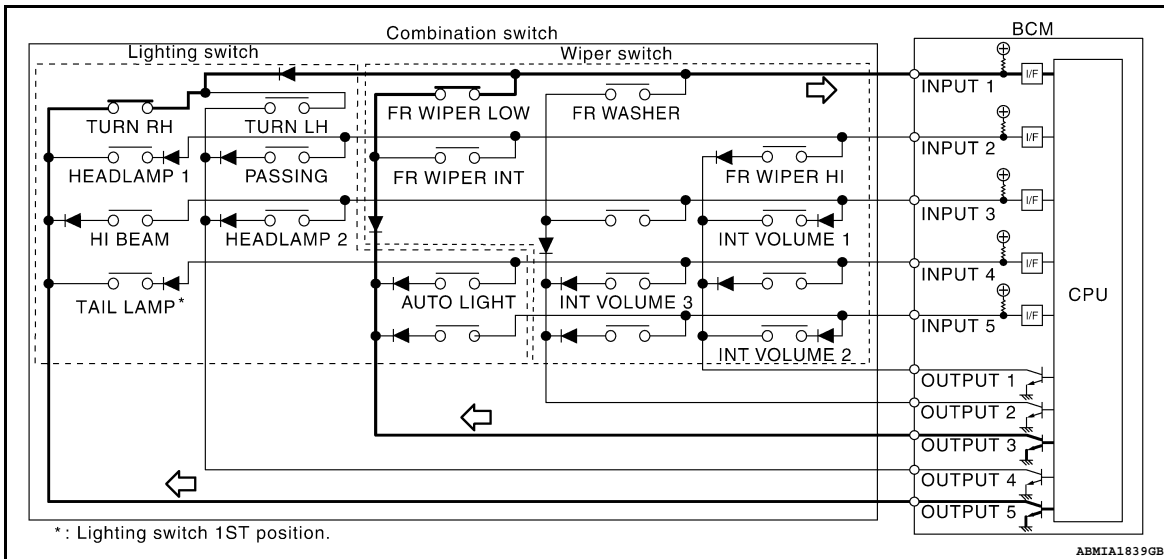 Combination switch
BCM
Lighting switch
Wiper switch
INPUT 1
I/F
TURN RH
TURN LH
FR WIPER LOW
FR WASHER
INPUT 2
I/F
HEADLAMP 1
PASSING
FR WIPER INT
FR WIPER HI
INPUT 3
I/F
HI BEAM
HEADLAMP 2
INT VOLUME 1
INPUT 4
I/F
TAIL LAMP*
AUTO LIGHT
INT VOLUME 3
CPU
INPUT 5
I/F
INT VOLUME 2
OUTPUT 1
OUTPUT 2
OUTPUT 3
OUTPUT 4
OUTPUT 5
* : Lighting switch 1ST position.
ABMIA1839GB